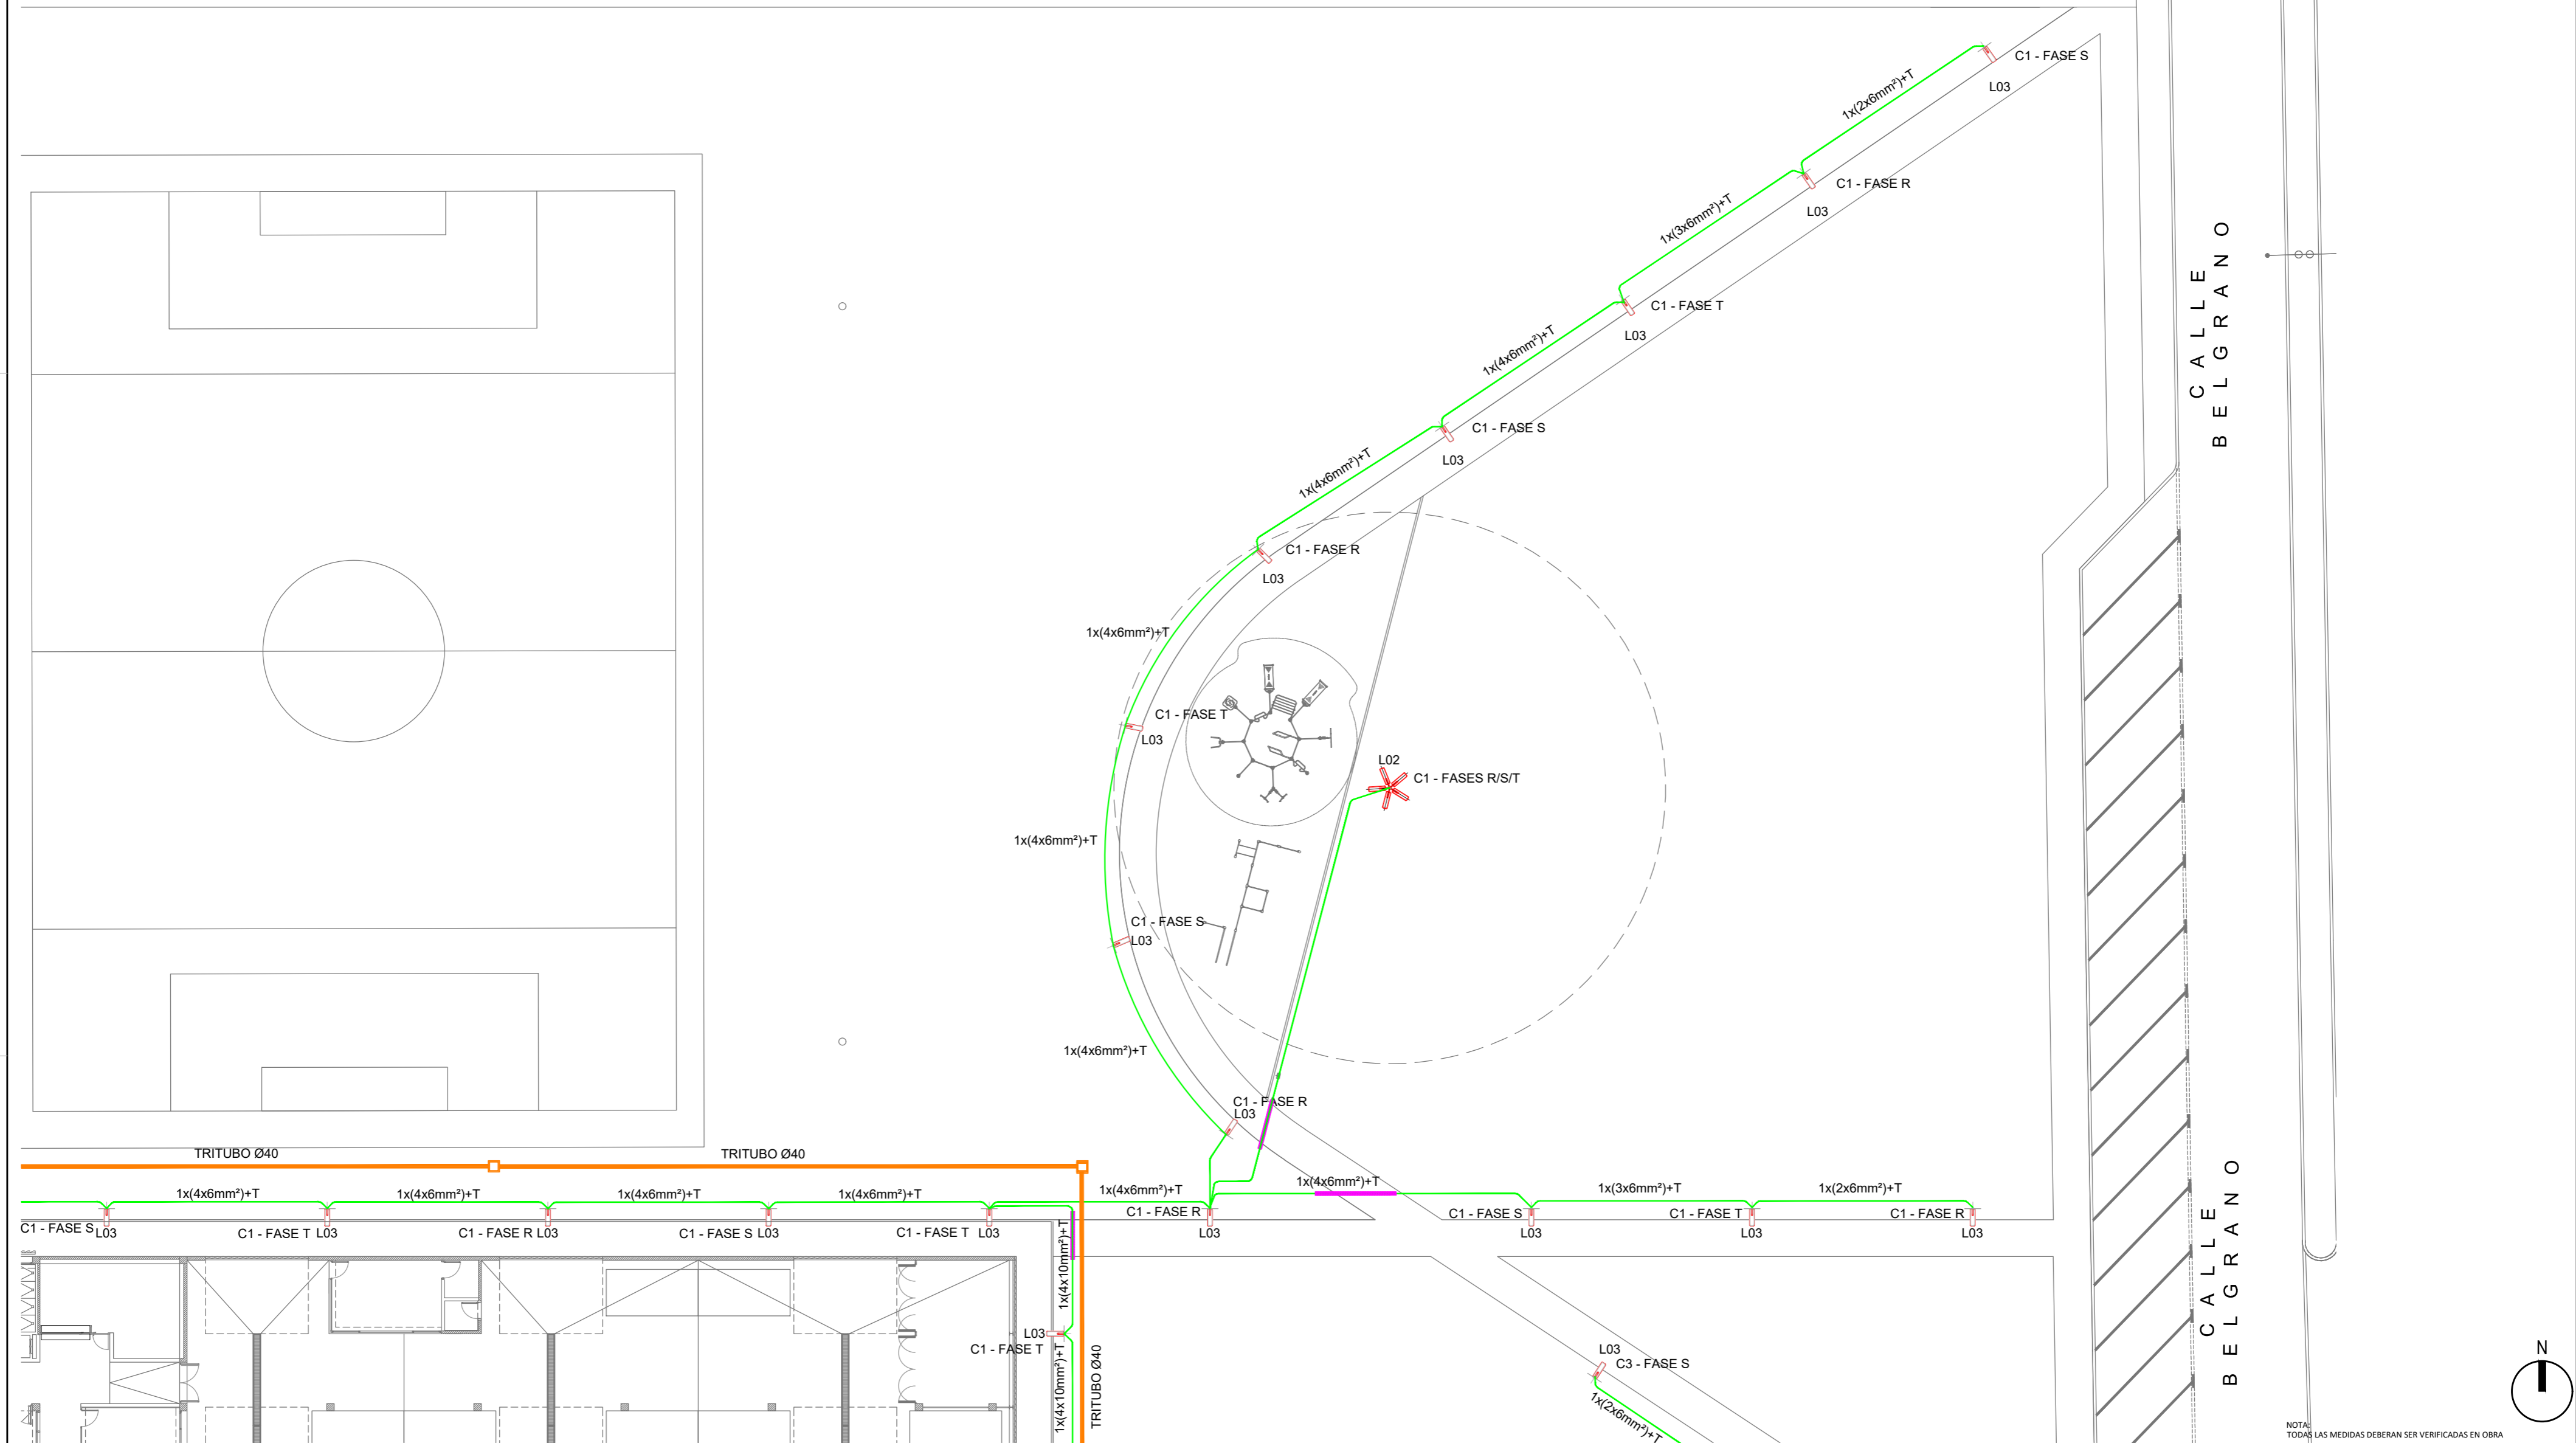 C1 - FASE S
L03
1x(2x6mm²)+T
C1 - FASE R
L03
1x(3x6mm²)+T
C1 - FASE T
L03
1x(4x6mm²)+T
C1 - FASE S
L03
1x(4x6mm²)+T
C1 - FASE R
L03
1x(4x6mm²)+T
C1 - FASE T
L03
L02
C1 - FASES R/S/T
1x(4x6mm²)+T
C1 - FASE S
L03
1x(4x6mm²)+T
C1 - FASE R
L03
CALLE
BELGRANO
TRITUBO Ø40
TRITUBO Ø40
1x(4x6mm²)+T
1x(4x6mm²)+T
1x(4x6mm²)+T
1x(4x6mm²)+T
1x(4x6mm²)+T
1x(4x6mm²)+T
1x(3x6mm²)+T
1x(2x6mm²)+T
C1 - FASE S
L03
C1 - FASE T
L03
C1 - FASE R
L03
C1 - FASE S
L03
C1 - FASE T
L03
C1 - FASE R
L03
C1 - FASE S
L03
C1 - FASE T
L03
C1 - FASE R
L03
1x(4x10mm²)+T
L03
C1 - FASE T
1x(4x10mm²)+T
TRITUBO Ø40
L03
C3 - FASE S
1x(2x6mm²)+T
CALLE
BELGRANO
N
NOTA:
TODAS LAS MEDIDAS DEBERAN SER VERIFICADAS EN OBRA